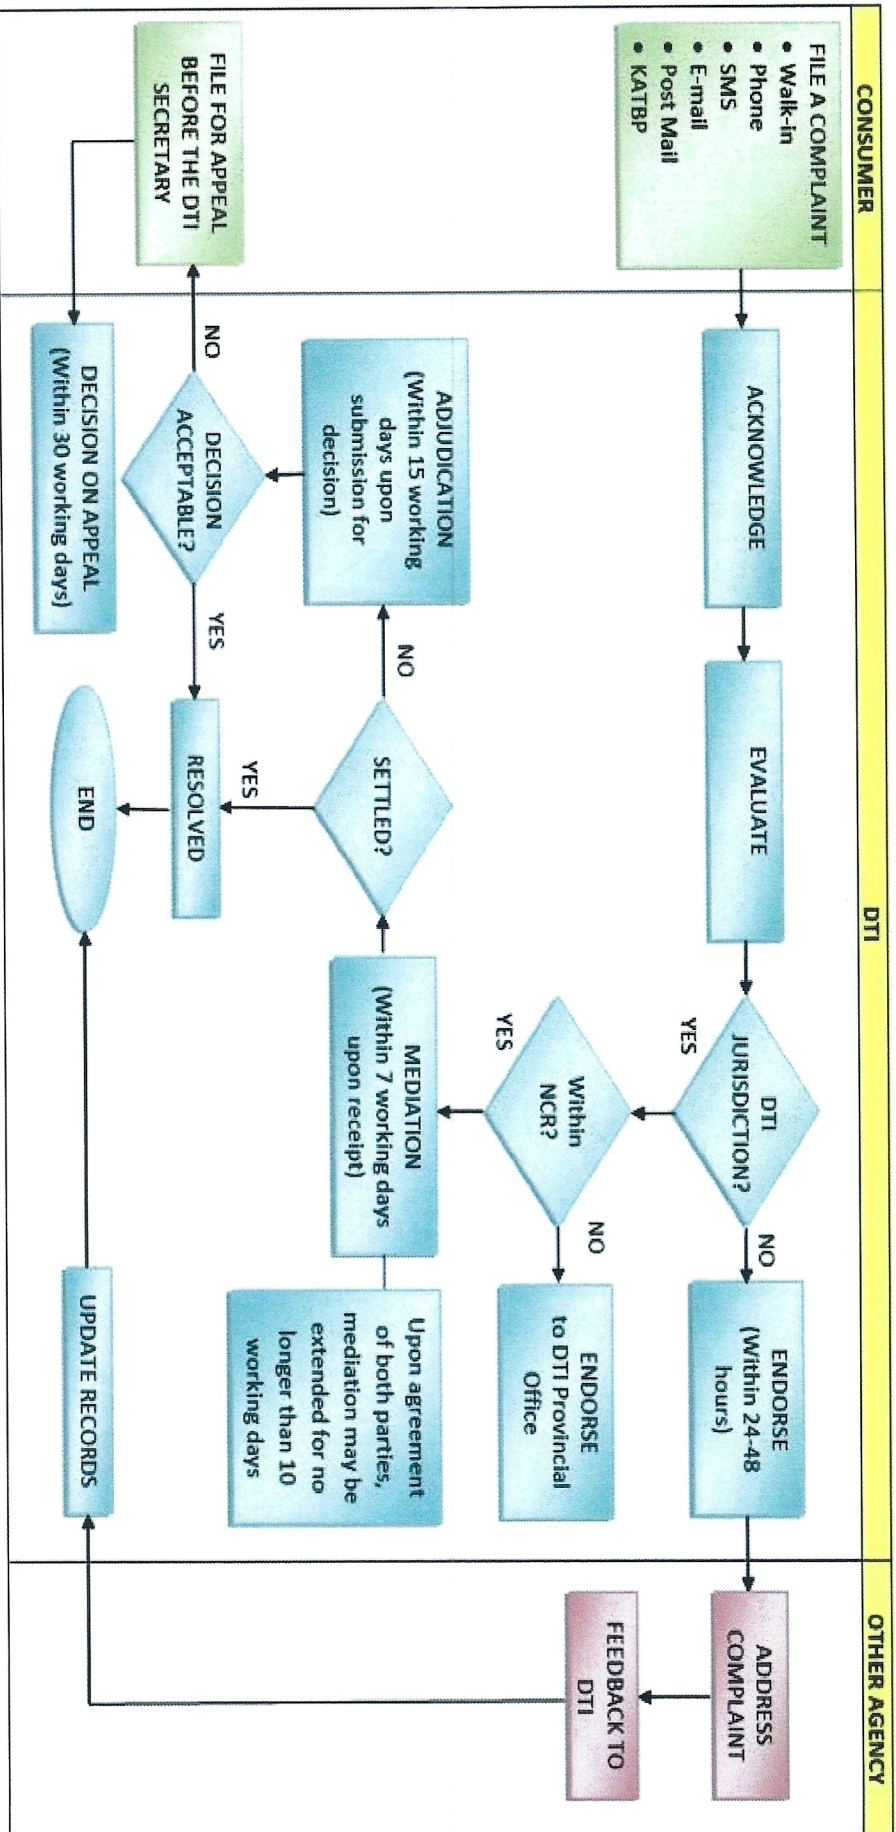 CONSUMER
DTI
OTHER AGENCY
FILE A COMPLAINT
• Walk-in
• Phone
• SMS
• E-mail
• Post Mail
• KATBP
ACKNOWLEDGE
EVALUATE
DTI
JURISDICTION?
NO
ENDORSE
(Within 24-48
hours)
ADDRESS
COMPLAINT
YES
Within
NCR?
NO
ENDORSE
to DTI Provincial
Office
FEEDBACK TO
DTI
YES
MEDIATION
(Within 7 working days
upon receipt)
Upon agreement
of both parties,
mediation may be
extended for no
longer than 10
working days
SETTLED?
NO
ADJUDICATION
(Within 15 working
days upon
submission for
decision)
YES
FILE FOR APPEAL
BEFORE THE DTI
SECRETARY
NO
DECISION
ACCEPTABLE?
YES
RESOLVED
DECISION ON APPEAL
(Within 30 working days)
END
UPDATE RECORDS